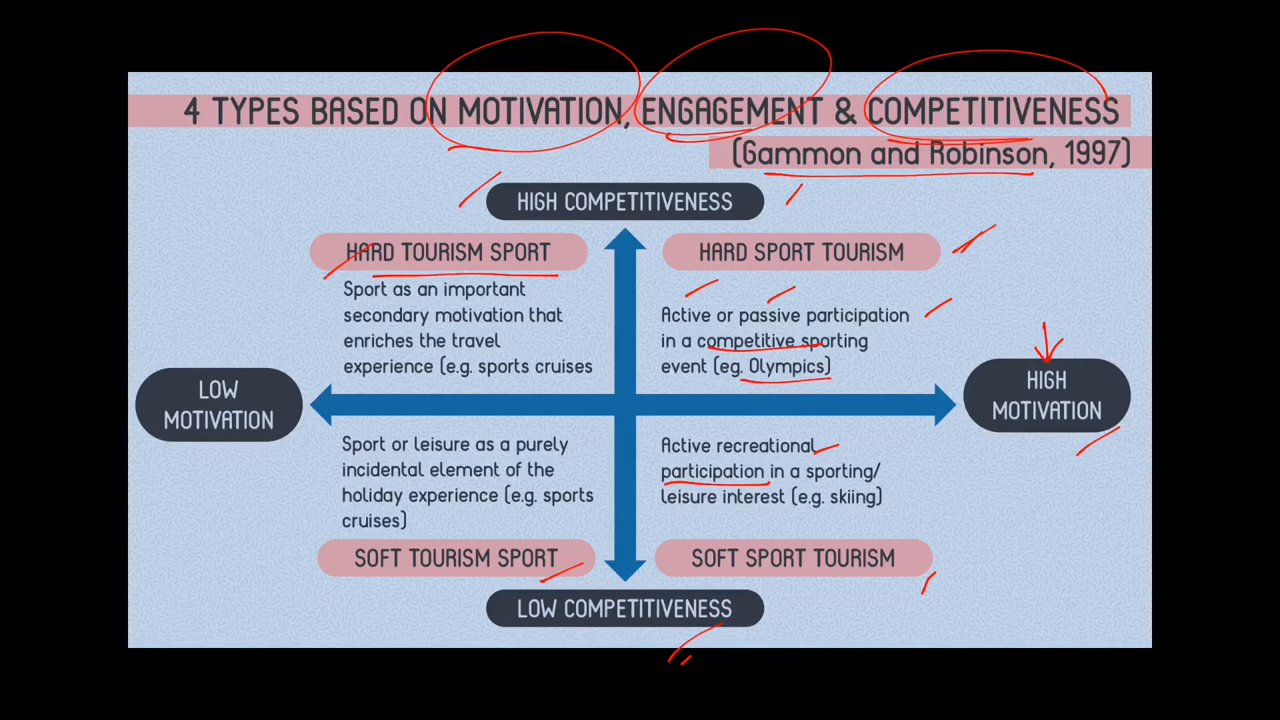 4 TYPES BASED ON MOTIVATION, ENGAGEMENT & COMPETITIVENESS
(Gammon and Robinson, 1997)
HIGH COMPETITIVENESS
HARD TOURISM SPORT
Sport as an important
secondary motivation that
enriches the travel
experience (e.g. sports cruises
HARD SPORT TOURISM
Active or passive participation
in a competitive sporting
event (eg. Olympics)
LOW
MOTIVATION
HIGH
MOTIVATION
Sport or leisure as a purely
incidental element of the
holiday experience (e.g. sports
cruises)
SOFT TOURISM SPORT
Active recreational
participation in a sporting/
leisure interest (e.g. skiing)
SOFT SPORT TOURISM
LOW COMPETITIVENESS